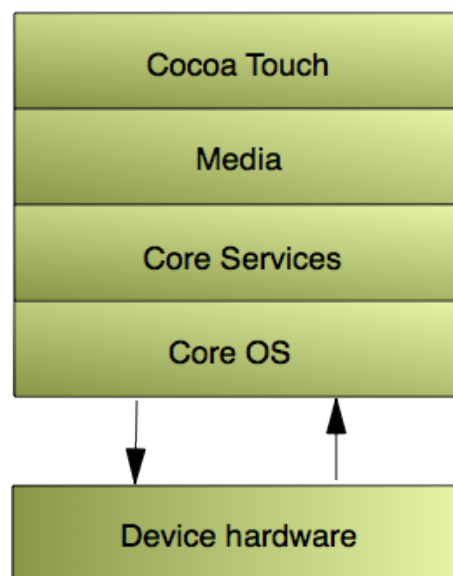 Cocoa Touch
Media
Core Services
Core OS
Device hardware